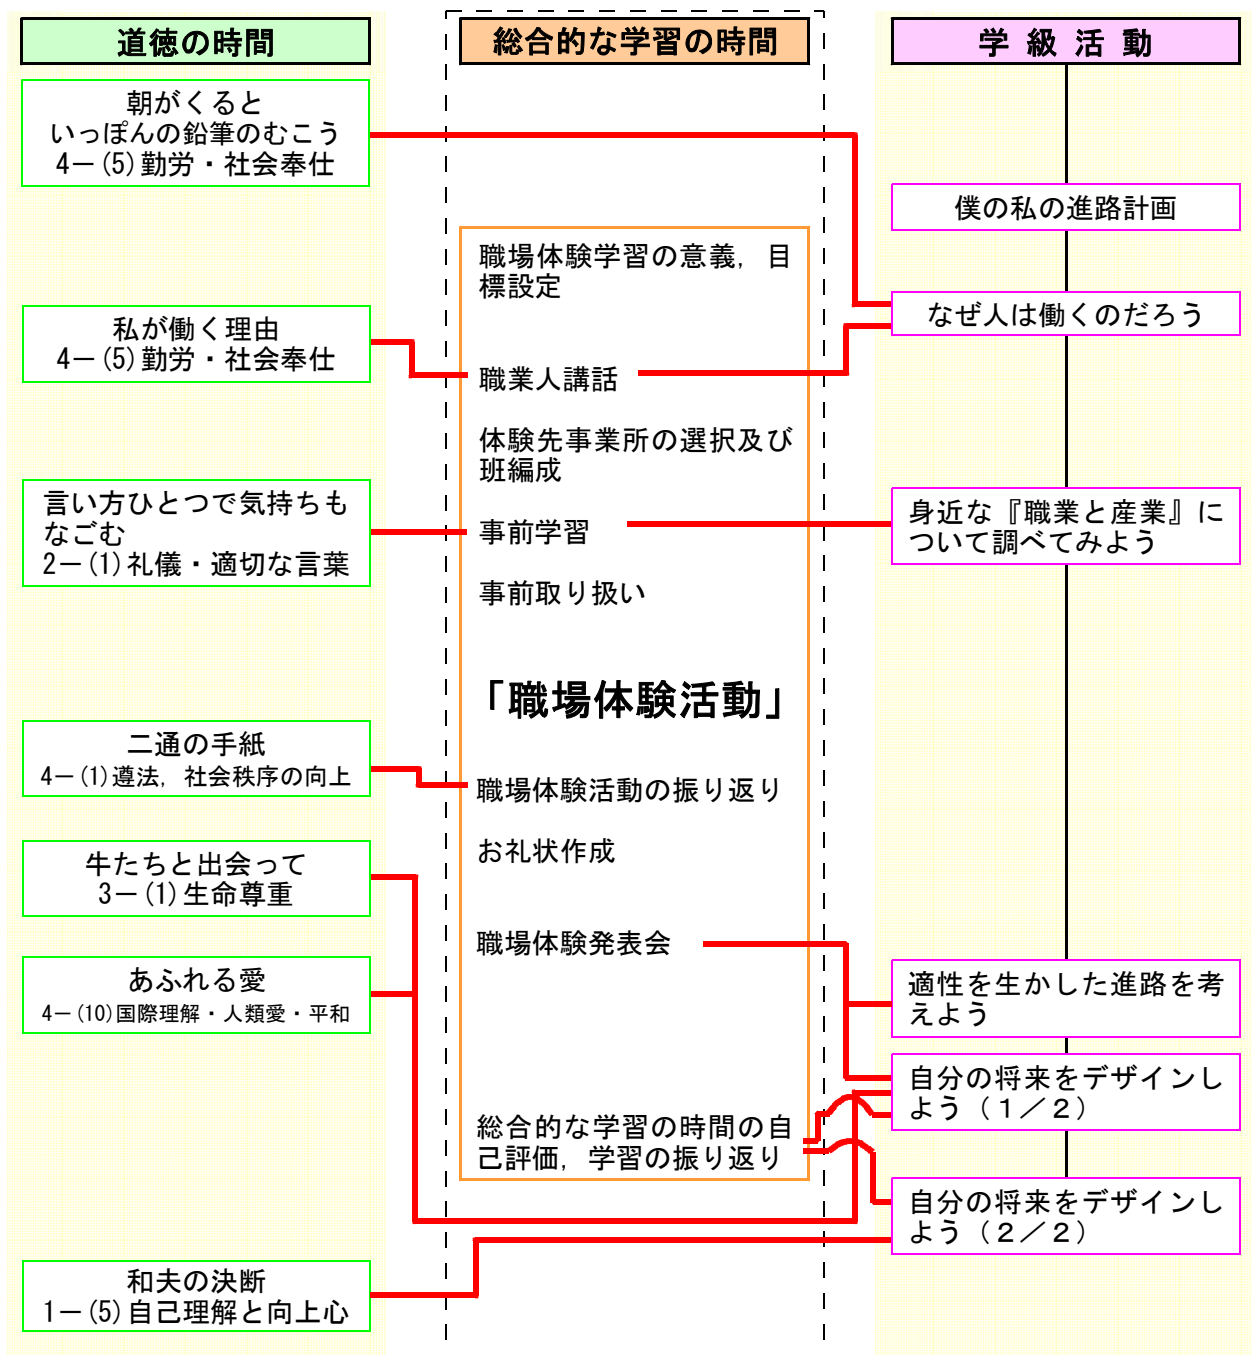 道徳の時間
総合的な学習の時間
学級活動
朝がくると
いっぽんの鉛筆のむこう
4－(5)勤労・社会奉仕
私が働く理由
4－(5)勤労・社会奉仕
言い方ひとつで気持ちも
なごむ
2－(1)礼儀・適切な言葉
二通の手紙
4－(1)遵法，社会秩序の向上
牛たちと出会って
3－(1)生命尊重
あふれる愛
4－(10)国際理解・人類愛・平和
和夫の決断
1－(5)自己理解と向上心
職場体験学習の意義，目
標設定
職業人講話
体験先事業所の選択及び
班編成
事前学習
事前取り扱い
「職場体験活動」
職場体験活動の振り返り
お礼状作成
職場体験発表会
総合的な学習の時間の自
己評価，学習の振り返り
僕の私の進路計画
なぜ人は働くのだろう
身近な『職業と産業』に
ついて調べてみよう
適性を生かした進路を考
えよう
自分の将来をデザインし
よう（１／２）
自分の将来をデザインし
よう（２／２）